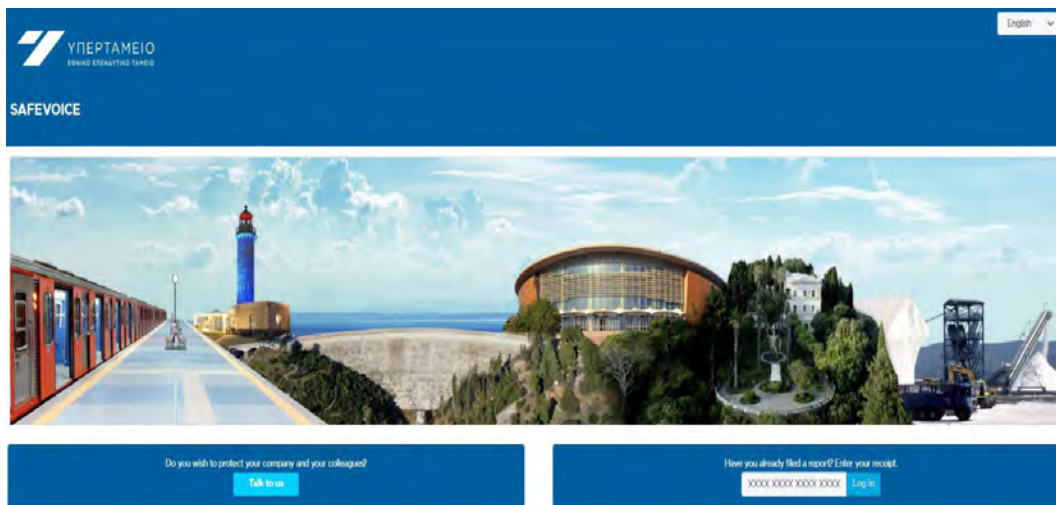 English
ΥΠΕΡΤΑΜΕΙΟ
ΕΘΝΙΚΟ ΕΠΕΝΔΥΤΙΚΟ ΤΑΜΕΙΟ
SAFEVOICE
Do you wish to protect your company and your colleagues?
Talk to us
Have you already filed a report? Enter your receipt.
XXXX XXXX XXXX XXXX
Log in